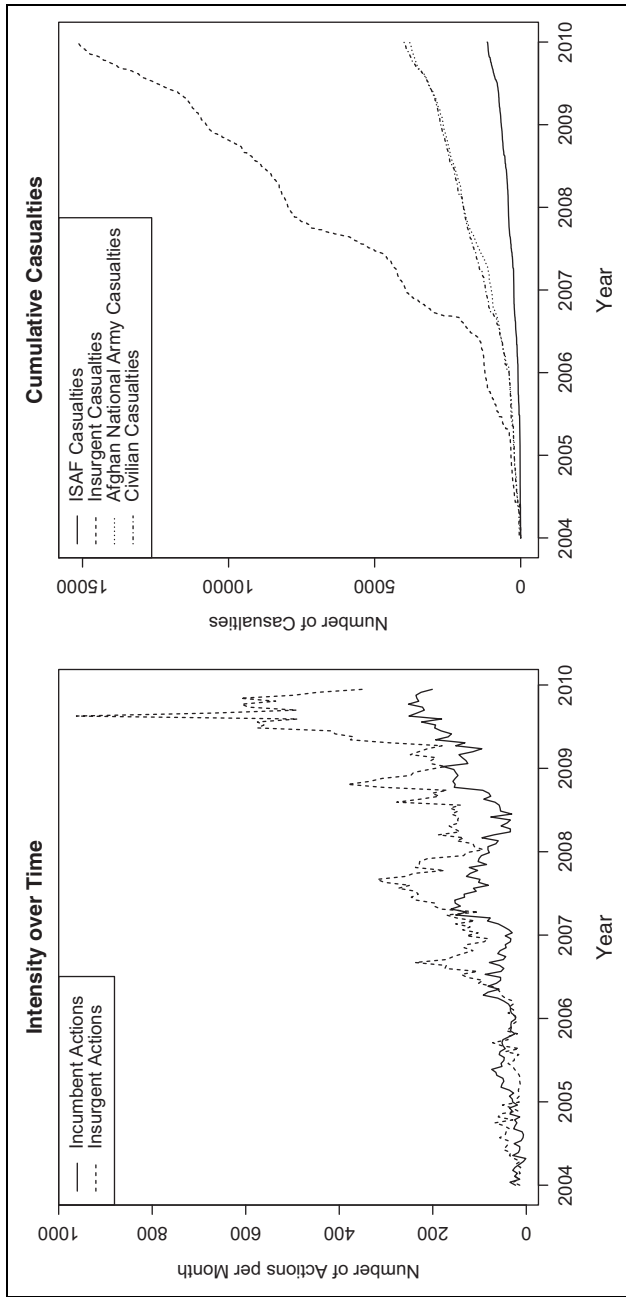 Intensity over Time
Incumbent Actions
Insurgent Actions
Number of Actions per Month
0
200
400
600
800
1000
2004
2005
2006
2007
2008
2009
2010
Year
Cumulative Casualties
ISAF Casualties
Insurgent Casualties
Afghan National Army Casualties
Civilian Casualties
Number of Casualties
0
5000
10000
15000
2004
2005
2006
2007
2008
2009
2010
Year